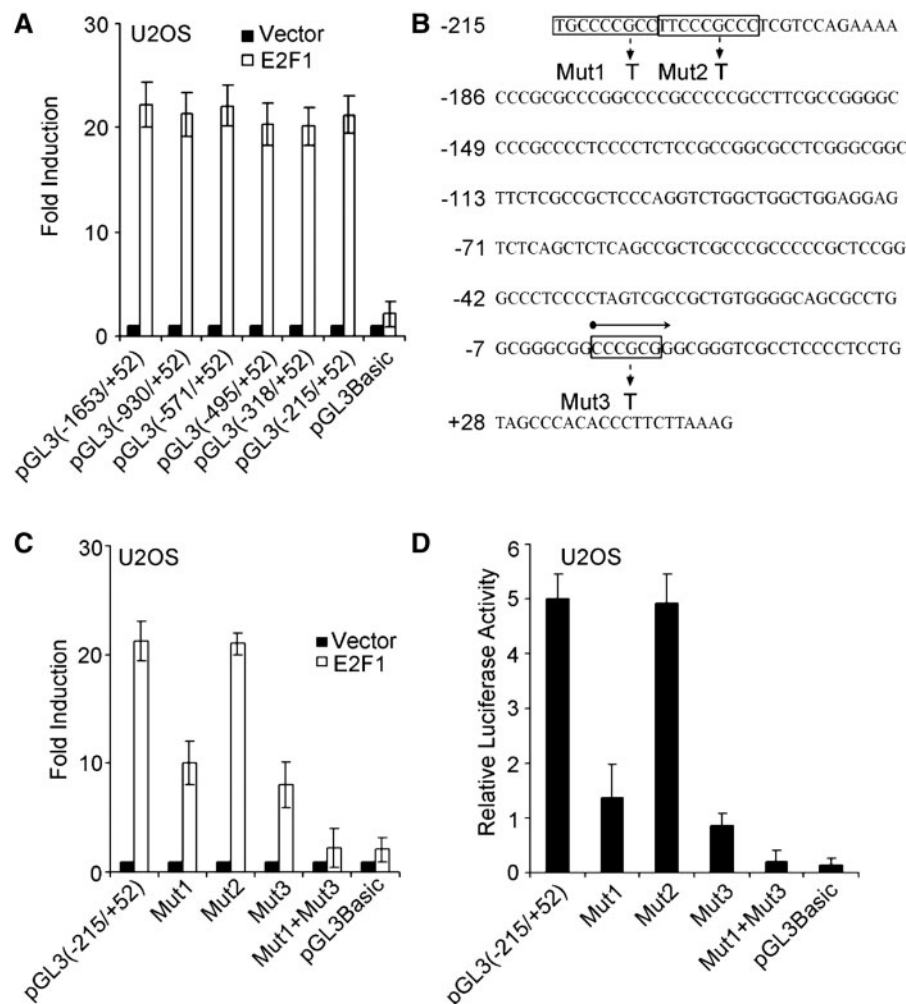 A
U2OS
Vector
E2F1
Fold Induction
30
20
10
0
pGL3(-1653/+52)
pGL3(-930/+52)
pGL3(-571/+52)
pGL3(-495/+52)
pGL3(-318/+52)
pGL3(-215/+52)
pGL3Basic
B
-215 TGCCCCGCCTTCCCGCCCTCGTCCAGAAAA
Mut1 T Mut2 T
-186 CCCGCGCCCGGCCCCGCCCCCGCCTTCGCCGGGGC
-149 CCCGCCCCTCCCCTCTCCGCCGGCGCCTCGGGCGGC
-113 TTCTCGCCGCTCCCAGGTCTGGCTGGCTGGAGGAG
-71 TCTCAGCTCTCAGCCGCTCGCCCGCCCCCGCTCCGG
-42 GCCCTCCCCTAGTCGCCGCTGTGGGGCAGCGCCTG
-7 GCGGGCGGCCCGCGGGCGGGTCGCCTCCCCTCCTG
Mut3 T
+28 TAGCCCACACCCTTCTTAAAG
C
30
U2OS
Vector
E2F1
Fold Induction
20
10
0
pGL3(-215/+52)
Mut1
Mut2
Mut3
Mut1+Mut3
pGL3Basic
D
U2OS
Relative Luciferase Activity
6
5
4
3
2
1
0
pGL3(-215/+52)
Mut1
Mut2
Mut3
Mut1+Mut3
pGL3Basic